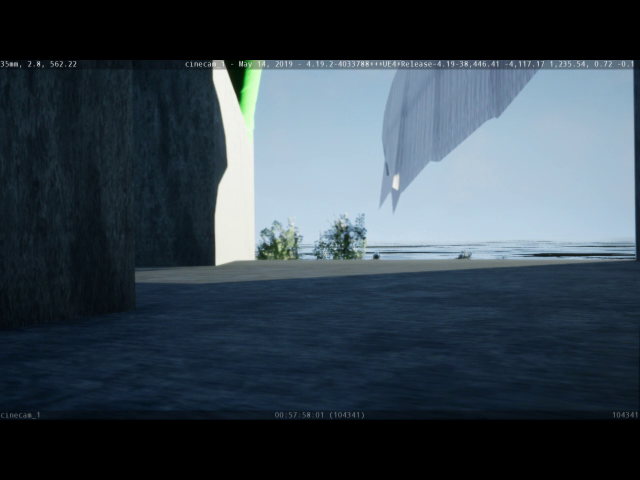 35mm, 2.8, 562.22 cinecam_1 - May 14, 2019 - 4.19.2-4033788+++UE4+Release-4.19-38,446.41 -4,117.17 1,235.54, 0.72 -0.1
cinecam_1 00:57:58:01 (104341) 104341